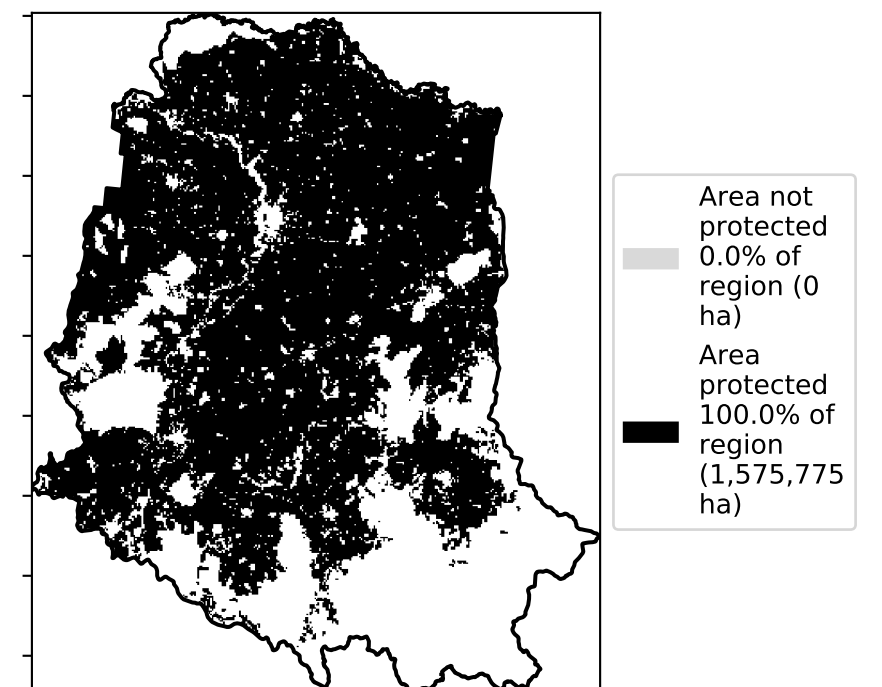 Area not
protected
0.0% of
region (0
ha)
Area
protected
100.0% of
region
(1,575,775
ha)